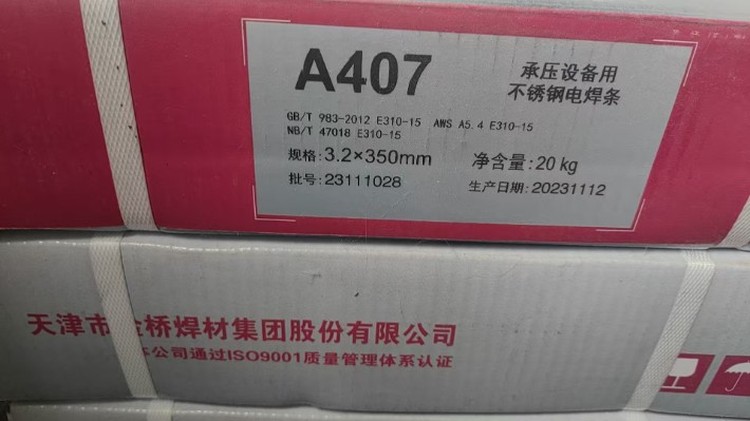 A407
承压设备用
不锈钢电焊条
GB/T 983-2012 E310-15 AWS A5.4 E310-15
NB/T 47018 E310-15
规格:3.2×350mm 净含量:20kg
批号:23111028 生产日期:20231112
天津市金桥焊材集团股份有限公司
本公司通过ISO9001质量管理体系认证